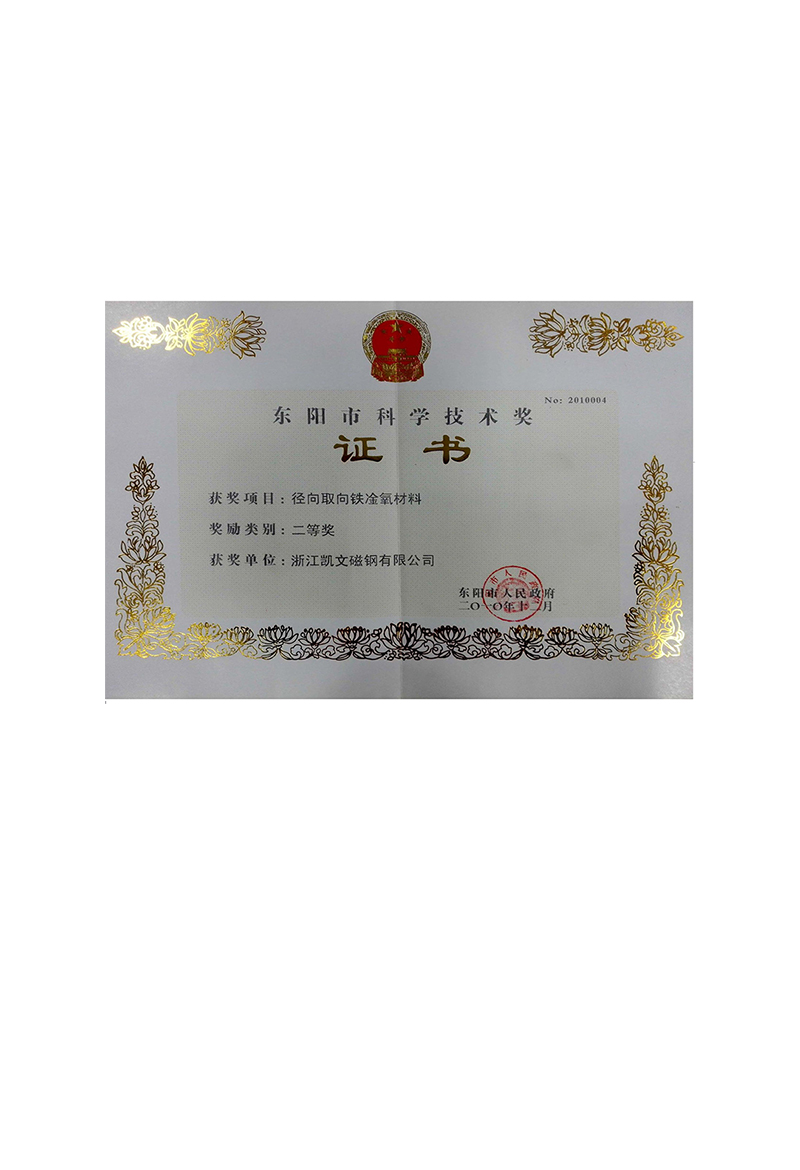 No: 2010004
东阳市科学技术奖
证书
获奖项目：径向取向铁淦氧材料
奖励类别：二等奖
获奖单位：浙江凯文磁钢有限公司
东阳市人民政府
二〇一〇年十二月